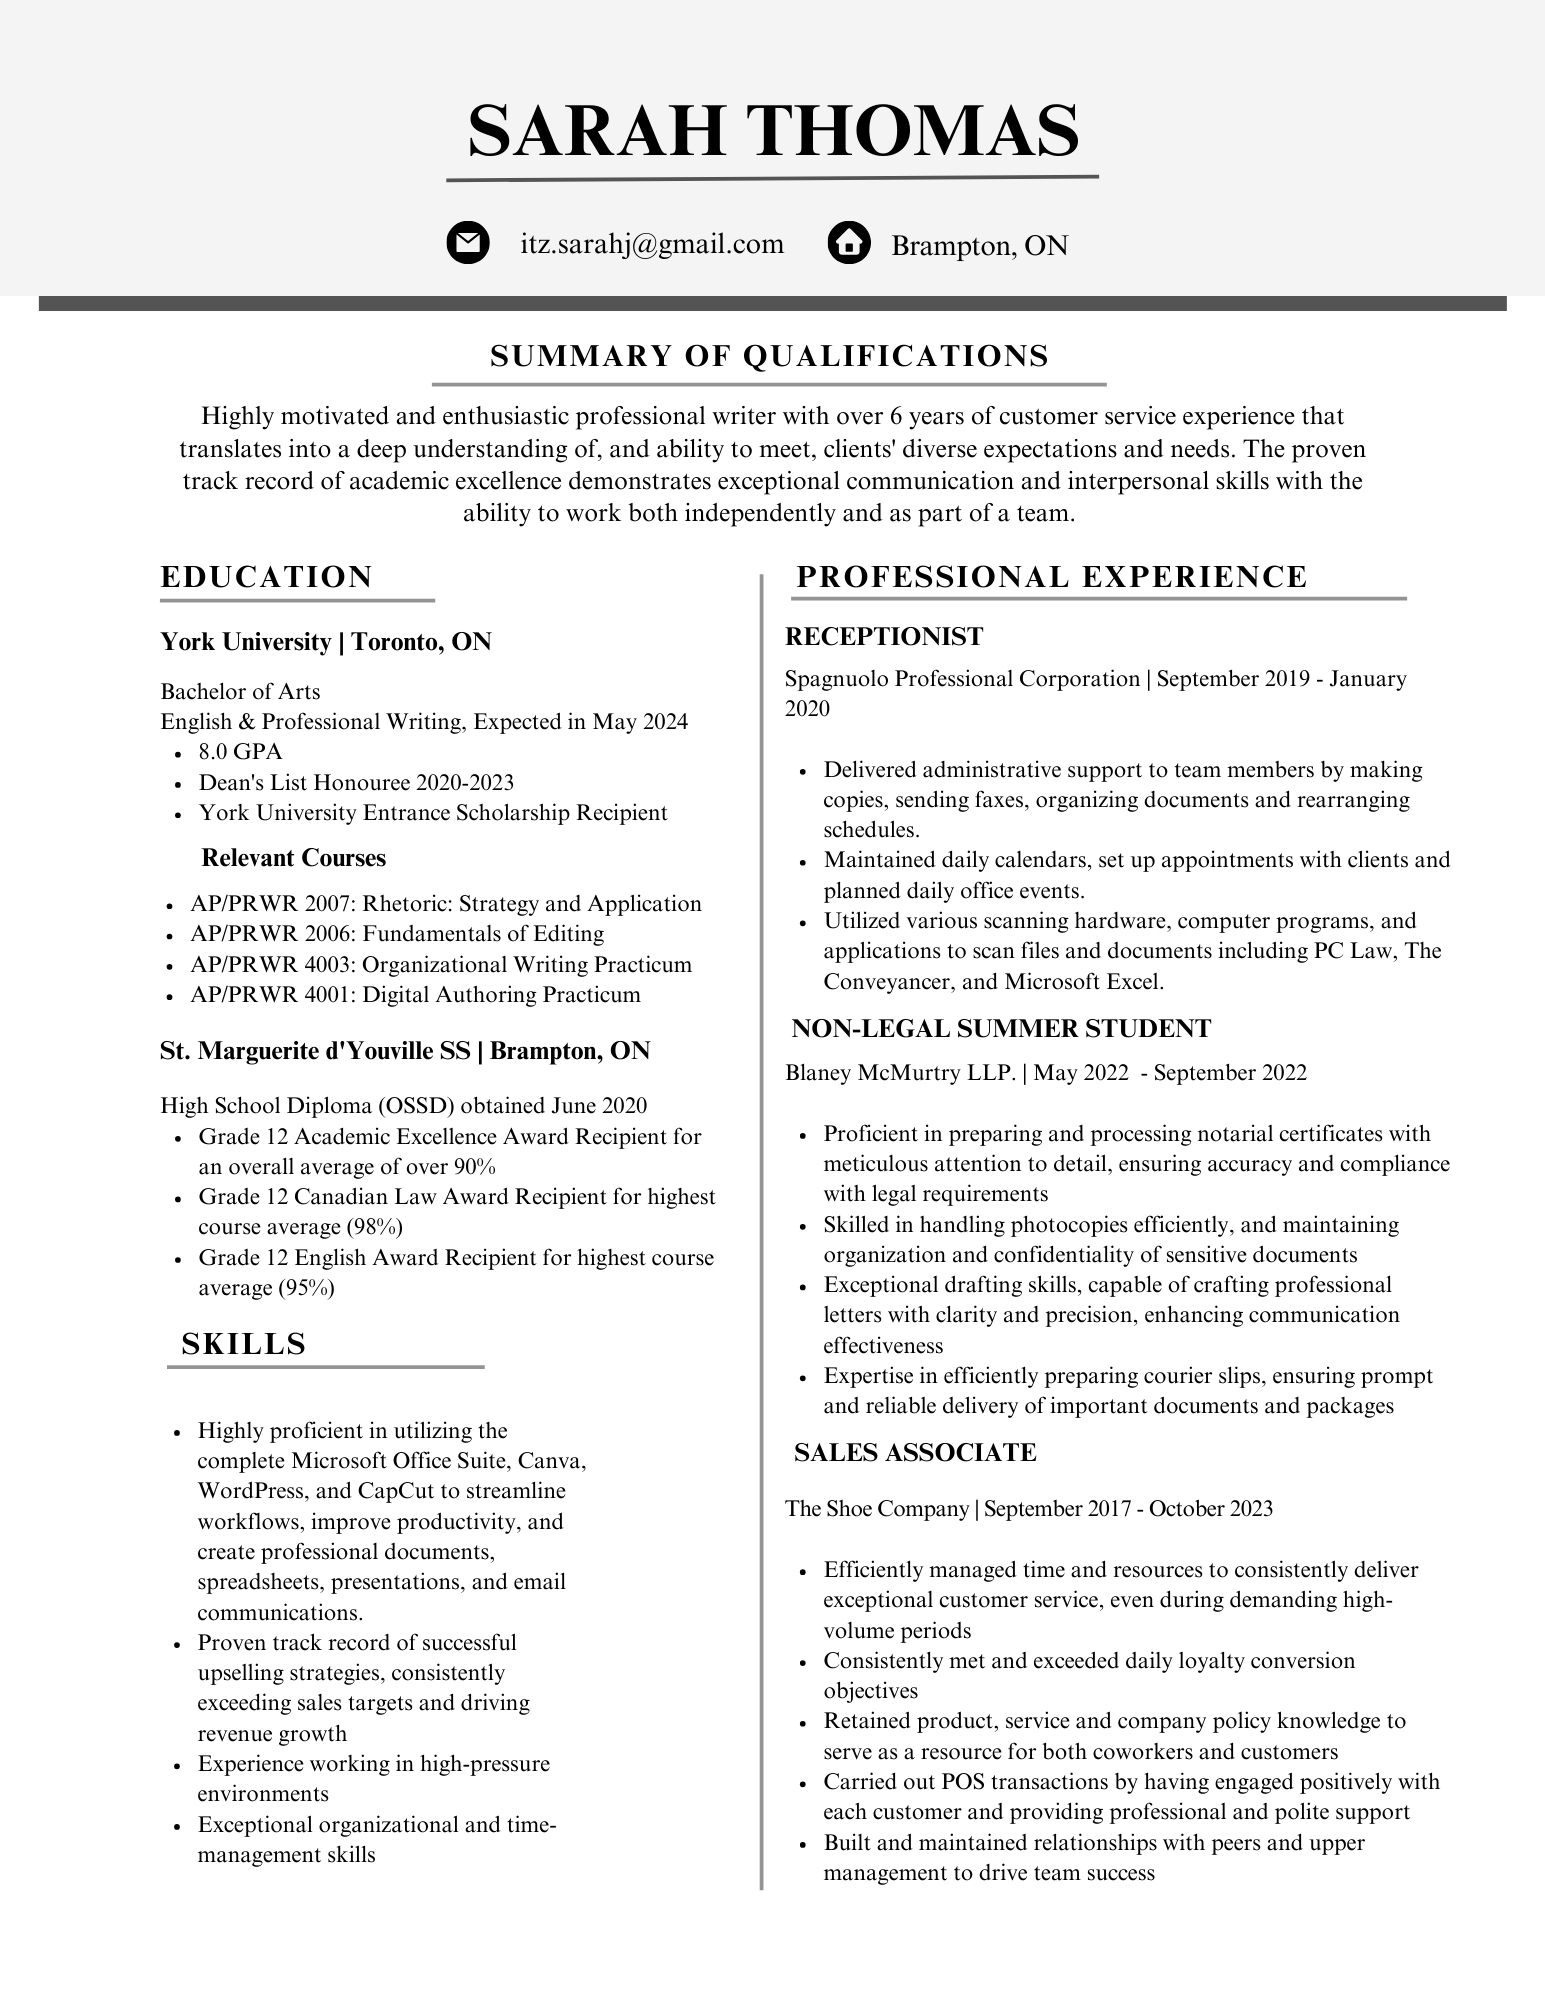 SARAH THOMAS
itz.sarahj@gmail.com
Brampton, ON
SUMMARY OF QUALIFICATIONS
Highly motivated and enthusiastic professional writer with over 6 years of customer service experience that
translates into a deep understanding of, and ability to meet, clients' diverse expectations and needs. The proven
track record of academic excellence demonstrates exceptional communication and interpersonal skills with the
ability to work both independently and as part of a team.
EDUCATION
York University | Toronto, ON
Bachelor of Arts
English & Professional Writing, Expected in May 2024
• 8.0 GPA
• Dean's List Honouree 2020-2023
• York University Entrance Scholarship Recipient
Relevant Courses
• AP/PRWR 2007: Rhetoric: Strategy and Application
• AP/PRWR 2006: Fundamentals of Editing
• AP/PRWR 4003: Organizational Writing Practicum
• AP/PRWR 4001: Digital Authoring Practicum
St. Marguerite d'Youville SS | Brampton, ON
High School Diploma (OSSD) obtained June 2020
• Grade 12 Academic Excellence Award Recipient for
an overall average of over 90%
• Grade 12 Canadian Law Award Recipient for highest
course average (98%)
• Grade 12 English Award Recipient for highest course
average (95%)
SKILLS
• Highly proficient in utilizing the
complete Microsoft Office Suite, Canva,
WordPress, and CapCut to streamline
workflows, improve productivity, and
create professional documents,
spreadsheets, presentations, and email
communications.
• Proven track record of successful
upselling strategies, consistently
exceeding sales targets and driving
revenue growth
• Experience working in high-pressure
environments
• Exceptional organizational and time-
management skills
PROFESSIONAL EXPERIENCE
RECEPTIONIST
Spagnuolo Professional Corporation | September 2019 - January
2020
• Delivered administrative support to team members by making
copies, sending faxes, organizing documents and rearranging
schedules.
• Maintained daily calendars, set up appointments with clients and
planned daily office events.
• Utilized various scanning hardware, computer programs, and
applications to scan files and documents including PC Law, The
Conveyancer, and Microsoft Excel.
NON-LEGAL SUMMER STUDENT
Blaney McMurtry LLP. | May 2022 - September 2022
• Proficient in preparing and processing notarial certificates with
meticulous attention to detail, ensuring accuracy and compliance
with legal requirements
• Skilled in handling photocopies efficiently, and maintaining
organization and confidentiality of sensitive documents
• Exceptional drafting skills, capable of crafting professional
letters with clarity and precision, enhancing communication
effectiveness
• Expertise in efficiently preparing courier slips, ensuring prompt
and reliable delivery of important documents and packages
SALES ASSOCIATE
The Shoe Company | September 2017 - October 2023
• Efficiently managed time and resources to consistently deliver
exceptional customer service, even during demanding high-
volume periods
• Consistently met and exceeded daily loyalty conversion
objectives
• Retained product, service and company policy knowledge to
serve as a resource for both coworkers and customers
• Carried out POS transactions by having engaged positively with
each customer and providing professional and polite support
• Built and maintained relationships with peers and upper
management to drive team success